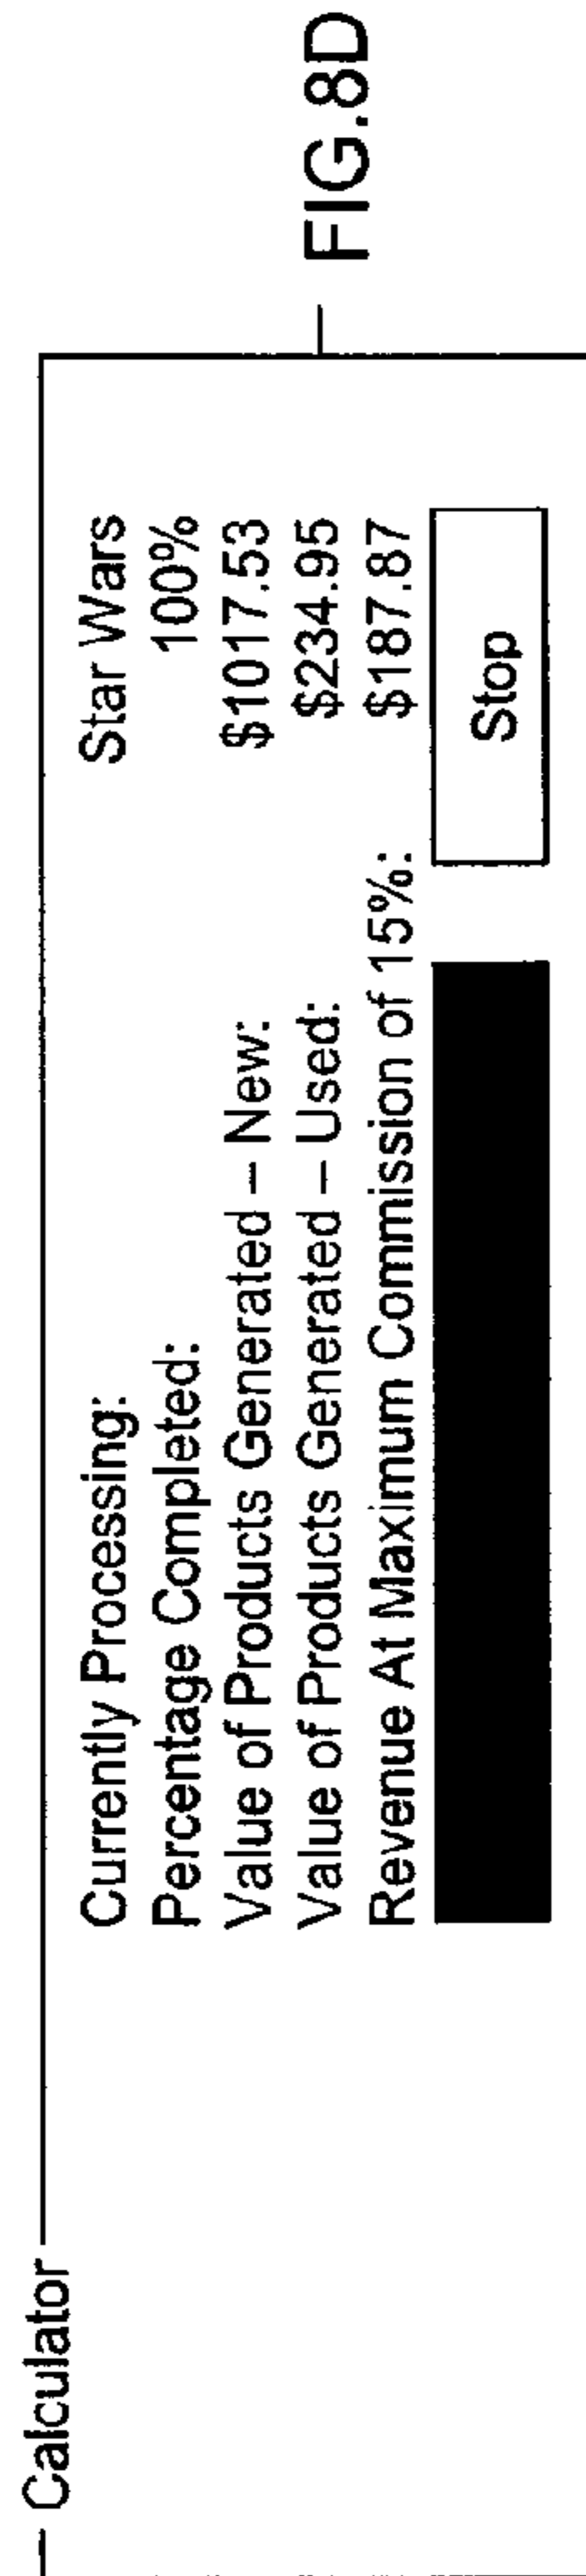 Calculator
Currently Processing: Star Wars
Percentage Completed: 100%
Value of Products Generated – New: $1017.53
Value of Products Generated – Used: $234.95
Revenue At Maximum Commission of 15%: $187.87
Stop
FIG.8D